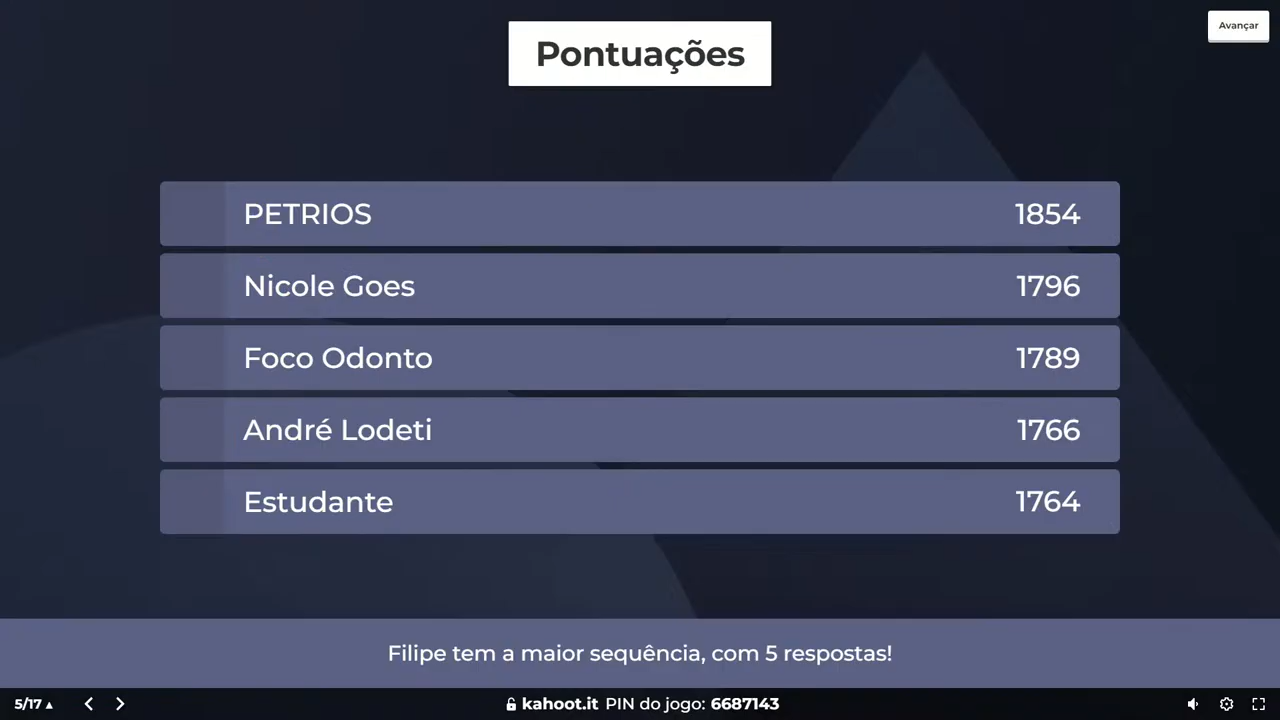 Avançar
Pontuações
PETRIOS 1854
Nicole Goes 1796
Foco Odonto 1789
André Lodeti 1766
Estudante 1764
Filipe tem a maior sequência, com 5 respostas!
5/17 ▲ kahoot.it PIN do jogo: 6687143